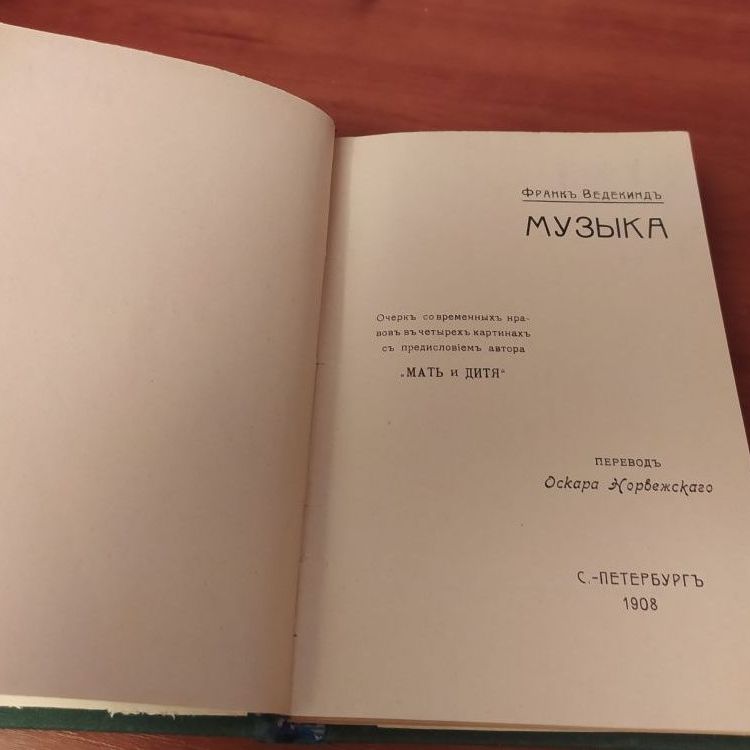 Франкъ Ведекиндъ
МУЗЫКА
Очеркъ современныхъ нра-
вовъ въ четырехъ картинахъ
съ предисловіемъ автора
„МАТЬ и ДИТЯ“
ПЕРЕВОДЪ
Оскара Норвежскаго
С.-ПЕТЕРБУРГЪ
1908